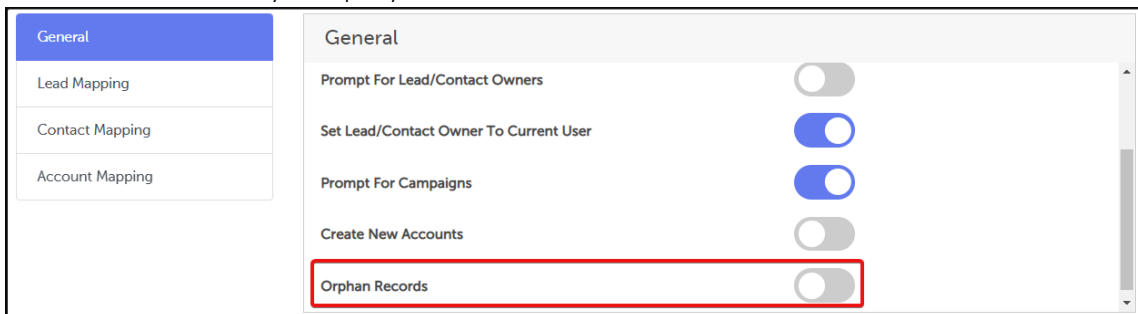 General
Lead Mapping
Contact Mapping
Account Mapping
General
Prompt For Lead/Contact Owners
Set Lead/Contact Owner To Current User
Prompt For Campaigns
Create New Accounts
Orphan Records